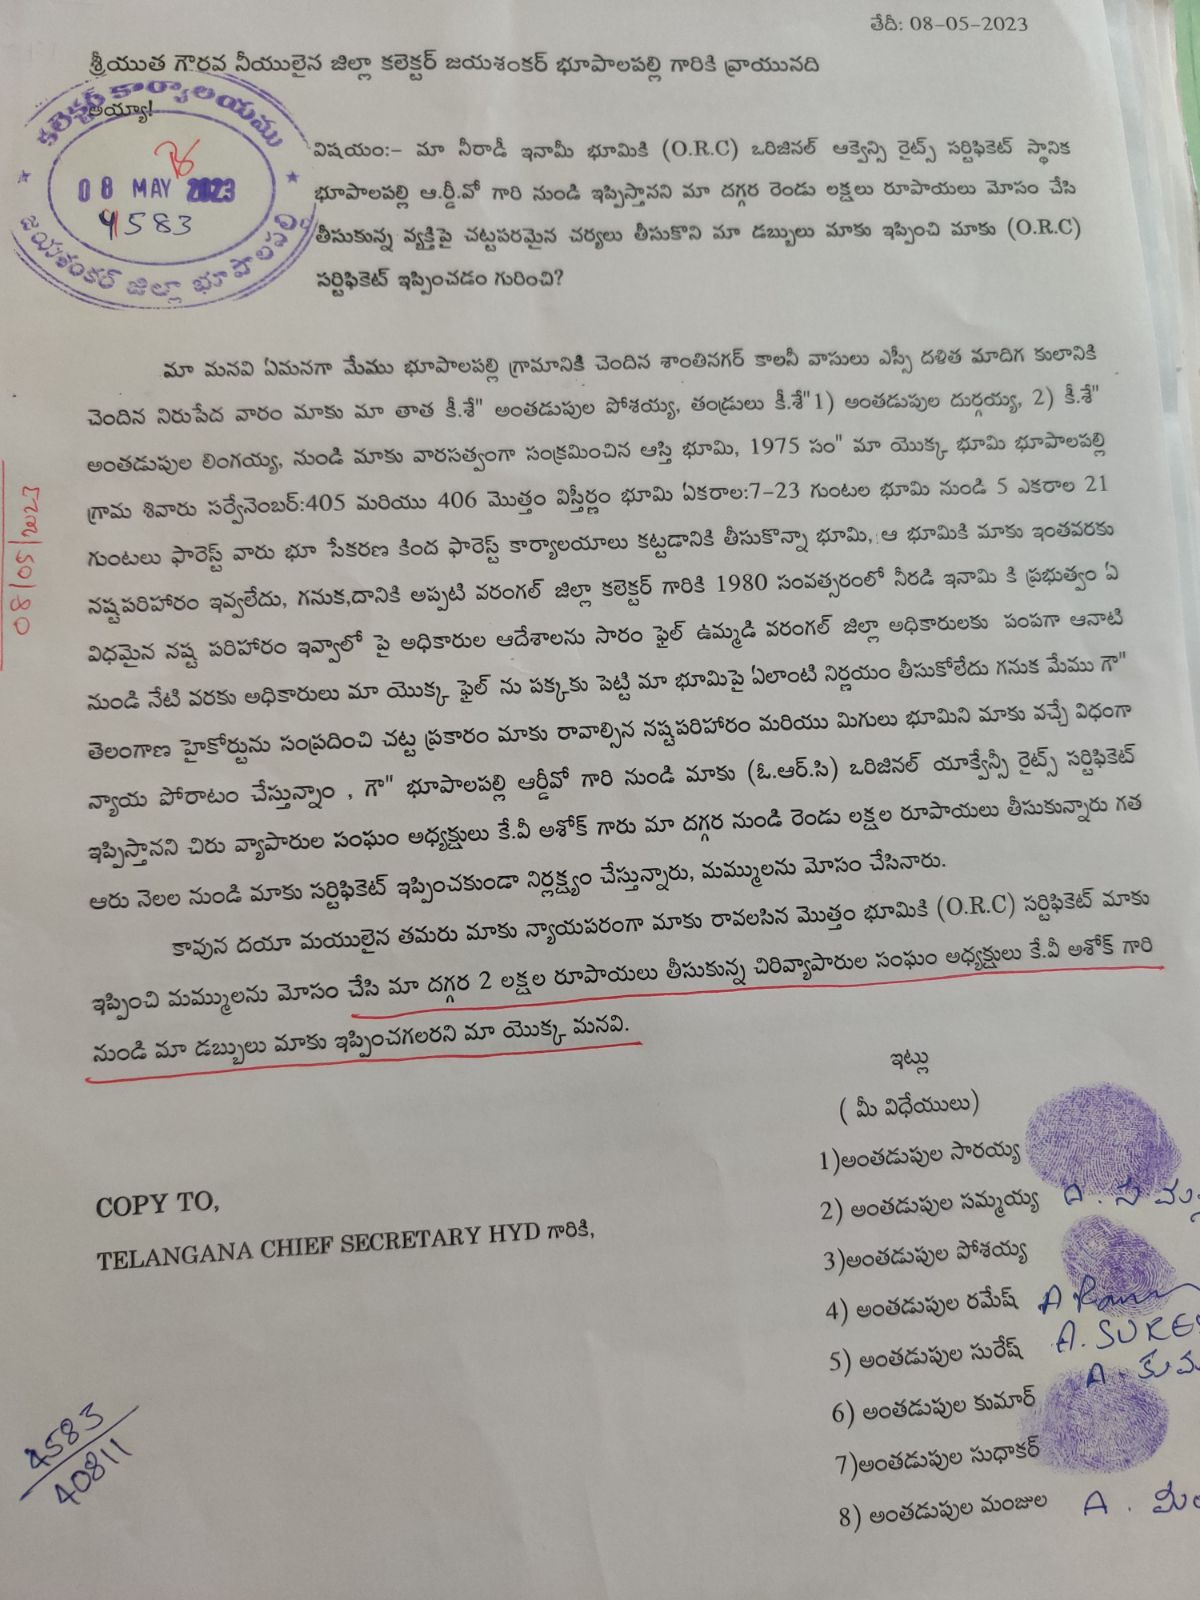 తేదీ: 08-05-2023
శ్రీయుత గౌరవ నీయులైన జిల్లా కలెక్టర్ జయశంకర్ భూపాలపల్లి గారికి వ్రాయునది
అయ్యా!
కలెక్టర్ కార్యాలయము
08 MAY 2023
4583
జయశంకర్ జిల్లా భూపాలపల్లి
విషయం:- మా నీరాడీ ఇనామీ భూమికి (O.R.C) ఒరిజినల్ ఆక్వెన్సి రైట్స్ సర్టిఫికెట్ స్థానిక
భూపాలపల్లి ఆ.ర్డీ.వో గారి నుండి ఇప్పిస్తానని మా దగ్గర రెండు లక్షలు రూపాయలు మోసం చేసి
తీసుకున్న వ్యక్తిపై చట్టపరమైన చర్యలు తీసుకొని మా డబ్బులు మాకు ఇప్పించి మాకు (O.R.C)
సర్టిఫికెట్ ఇప్పించడం గురించి?
మా మనవి ఏమనగా మేము భూపాలపల్లి గ్రామానికి చెందిన శాంతినగర్ కాలనీ వాసులు ఎస్సీ దళిత మాదిగ కులానికి
చెందిన నిరుపేద వారం మాకు మా తాత కీ.శే" అంతడుపుల పోశయ్య, తండ్రులు కీ.శే"1) అంతడుపుల దుర్గయ్య, 2) కీ.శే"
అంతడుపుల లింగయ్య, నుండి మాకు వారసత్వంగా సంక్రమించిన ఆస్తి భూమి, 1975 సం" మా యొక్క భూమి భూపాలపల్లి
గ్రామ శివారు సర్వేనెంబర్:405 మరియు 406 మొత్తం విస్తీర్ణం భూమి ఏకరాల:7-23 గుంటల భూమి నుండి 5 ఎకరాల 21
గుంటలు ఫారెస్ట్ వారు భూ సేకరణ కింద ఫారెస్ట్ కార్యాలయాలు కట్టడానికి తీసుకొన్నా భూమి, ఆ భూమికి మాకు ఇంతవరకు
నష్టపరిహారం ఇవ్వలేదు, గనుక,దానికి అప్పటి వరంగల్ జిల్లా కలెక్టర్ గారికి 1980 సంవత్సరంలో నీరడి ఇనామి కి ప్రభుత్వం ఏ
విధమైన నష్ట పరిహారం ఇవ్వాలో పై అధికారుల ఆదేశాలను సారం ఫైల్ ఉమ్మడి వరంగల్ జిల్లా అధికారులకు పంపగా ఆనాటి
నుండి నేటి వరకు అధికారులు మా యొక్క ఫైల్ ను పక్కకు పెట్టి మా భూమిపై ఏలాంటి నిర్ణయం తీసుకోలేదు గనుక మేము గౌ"
తెలంగాణ హైకోర్టును సంప్రదించి చట్ట ప్రకారం మాకు రావాల్సిన నష్టపరిహారం మరియు మిగులు భూమిని మాకు వచ్చే విధంగా
న్యాయ పోరాటం చేస్తున్నాం , గౌ" భూపాలపల్లి ఆర్డీవో గారి నుండి మాకు (ఓ.ఆర్.సి) ఒరిజినల్ యాక్వేన్సీ రైట్స్ సర్టిఫికెట్
ఇప్పిస్తానని చిరు వ్యాపారుల సంఘం అధ్యక్షులు కే.వీ అశోక్ గారు మా దగ్గర నుండి రెండు లక్షల రూపాయలు తీసుకున్నారు గత
ఆరు నెలల నుండి మాకు సర్టిఫికెట్ ఇప్పించకుండా నిర్లక్ష్యం చేస్తున్నారు, మమ్ములను మోసం చేసినారు.
కావున దయా మయులైన తమరు మాకు న్యాయపరంగా మాకు రావలసిన మొత్తం భూమికి (O.R.C) సర్టిఫికెట్ మాకు
ఇప్పించి మమ్ములను మోసం చేసి మా దగ్గర 2 లక్షల రూపాయలు తీసుకున్న చిరివ్యాపారుల సంఘం అధ్యక్షులు కే.వీ అశోక్ గారి
నుండి మా డబ్బులు మాకు ఇప్పించగలరని మా యొక్క మనవి.
08/05/2023
ఇట్లు
( మీ విధేయులు)
1)అంతడుపుల సారయ్య
2) అంతడుపుల సమ్మయ్య
3)అంతడుపుల పోశయ్య
4) అంతడుపుల రమేష్
5) అంతడుపుల సురేష్ A. SURE
6) అంతడుపుల కుమార్ A. కుమ
7)అంతడుపుల సుధాకర్
8) అంతడుపుల మంజుల A.
COPY TO,
TELANGANA CHIEF SECRETARY HYD గారికి,
4583
40811